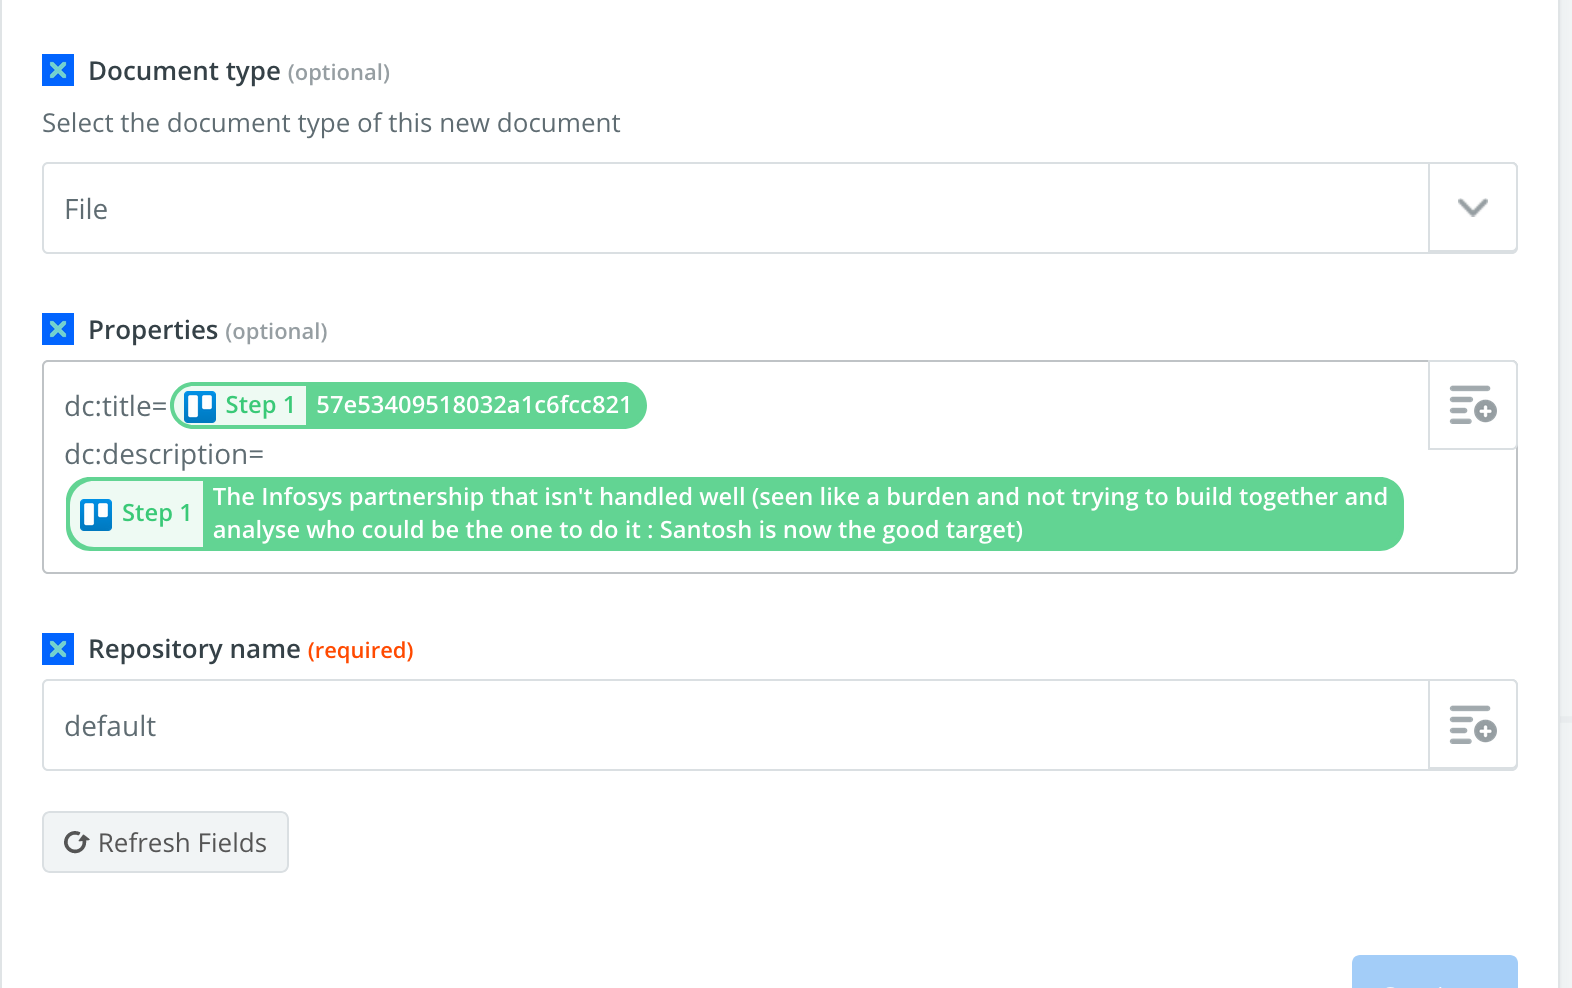 Document type (optional)
Select the document type of this new document
File
Properties (optional)
dc:title= Step 1 57e53409518032a1c6fcc821
dc:description=
Step 1 The Infosys partnership that isn't handled well (seen like a burden and not trying to build together and
analyse who could be the one to do it : Santosh is now the good target)
Repository name (required)
default
Refresh Fields